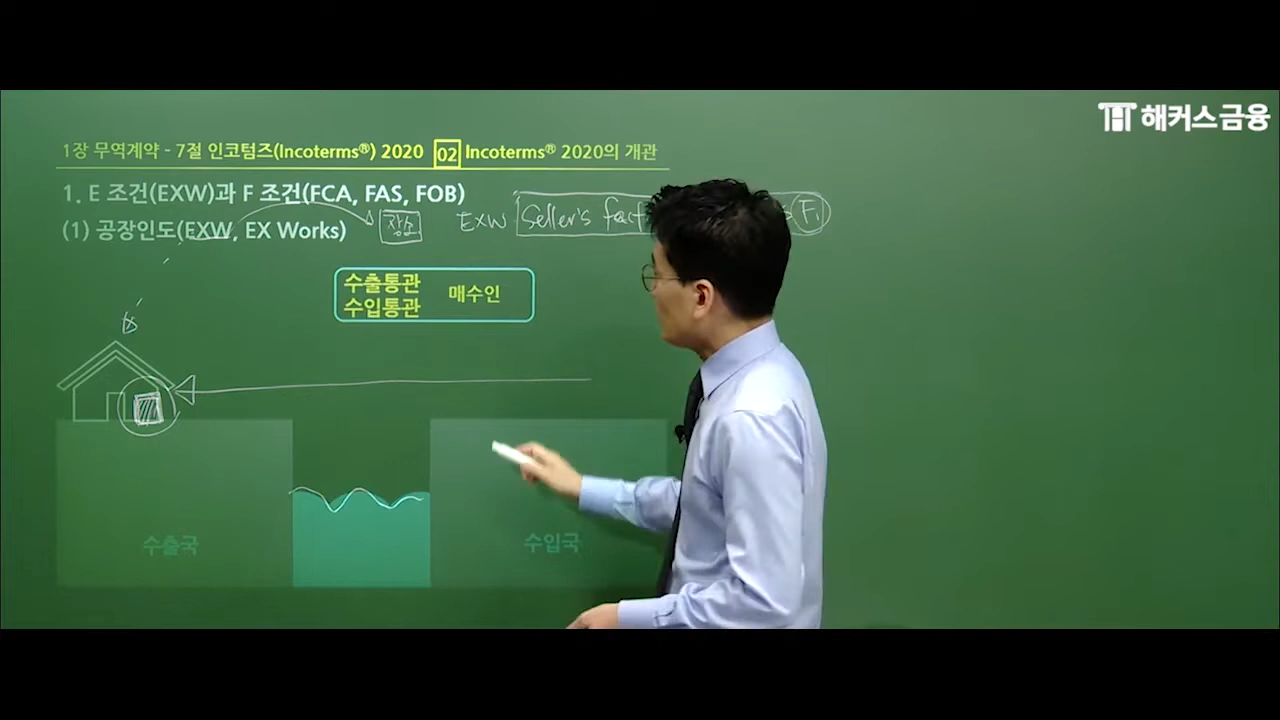 해커스금융
1장 무역계약 - 7절 인코텀즈(Incoterms®) 2020 02 Incoterms® 2020의 개관
1. E 조건(EXW)과 F 조건(FCA, FAS, FOB)
(1) 공장인도(EXW, EX Works) 장소 EXW Seller's fact
수출통관
수입통관 매수인
수출국 수입국